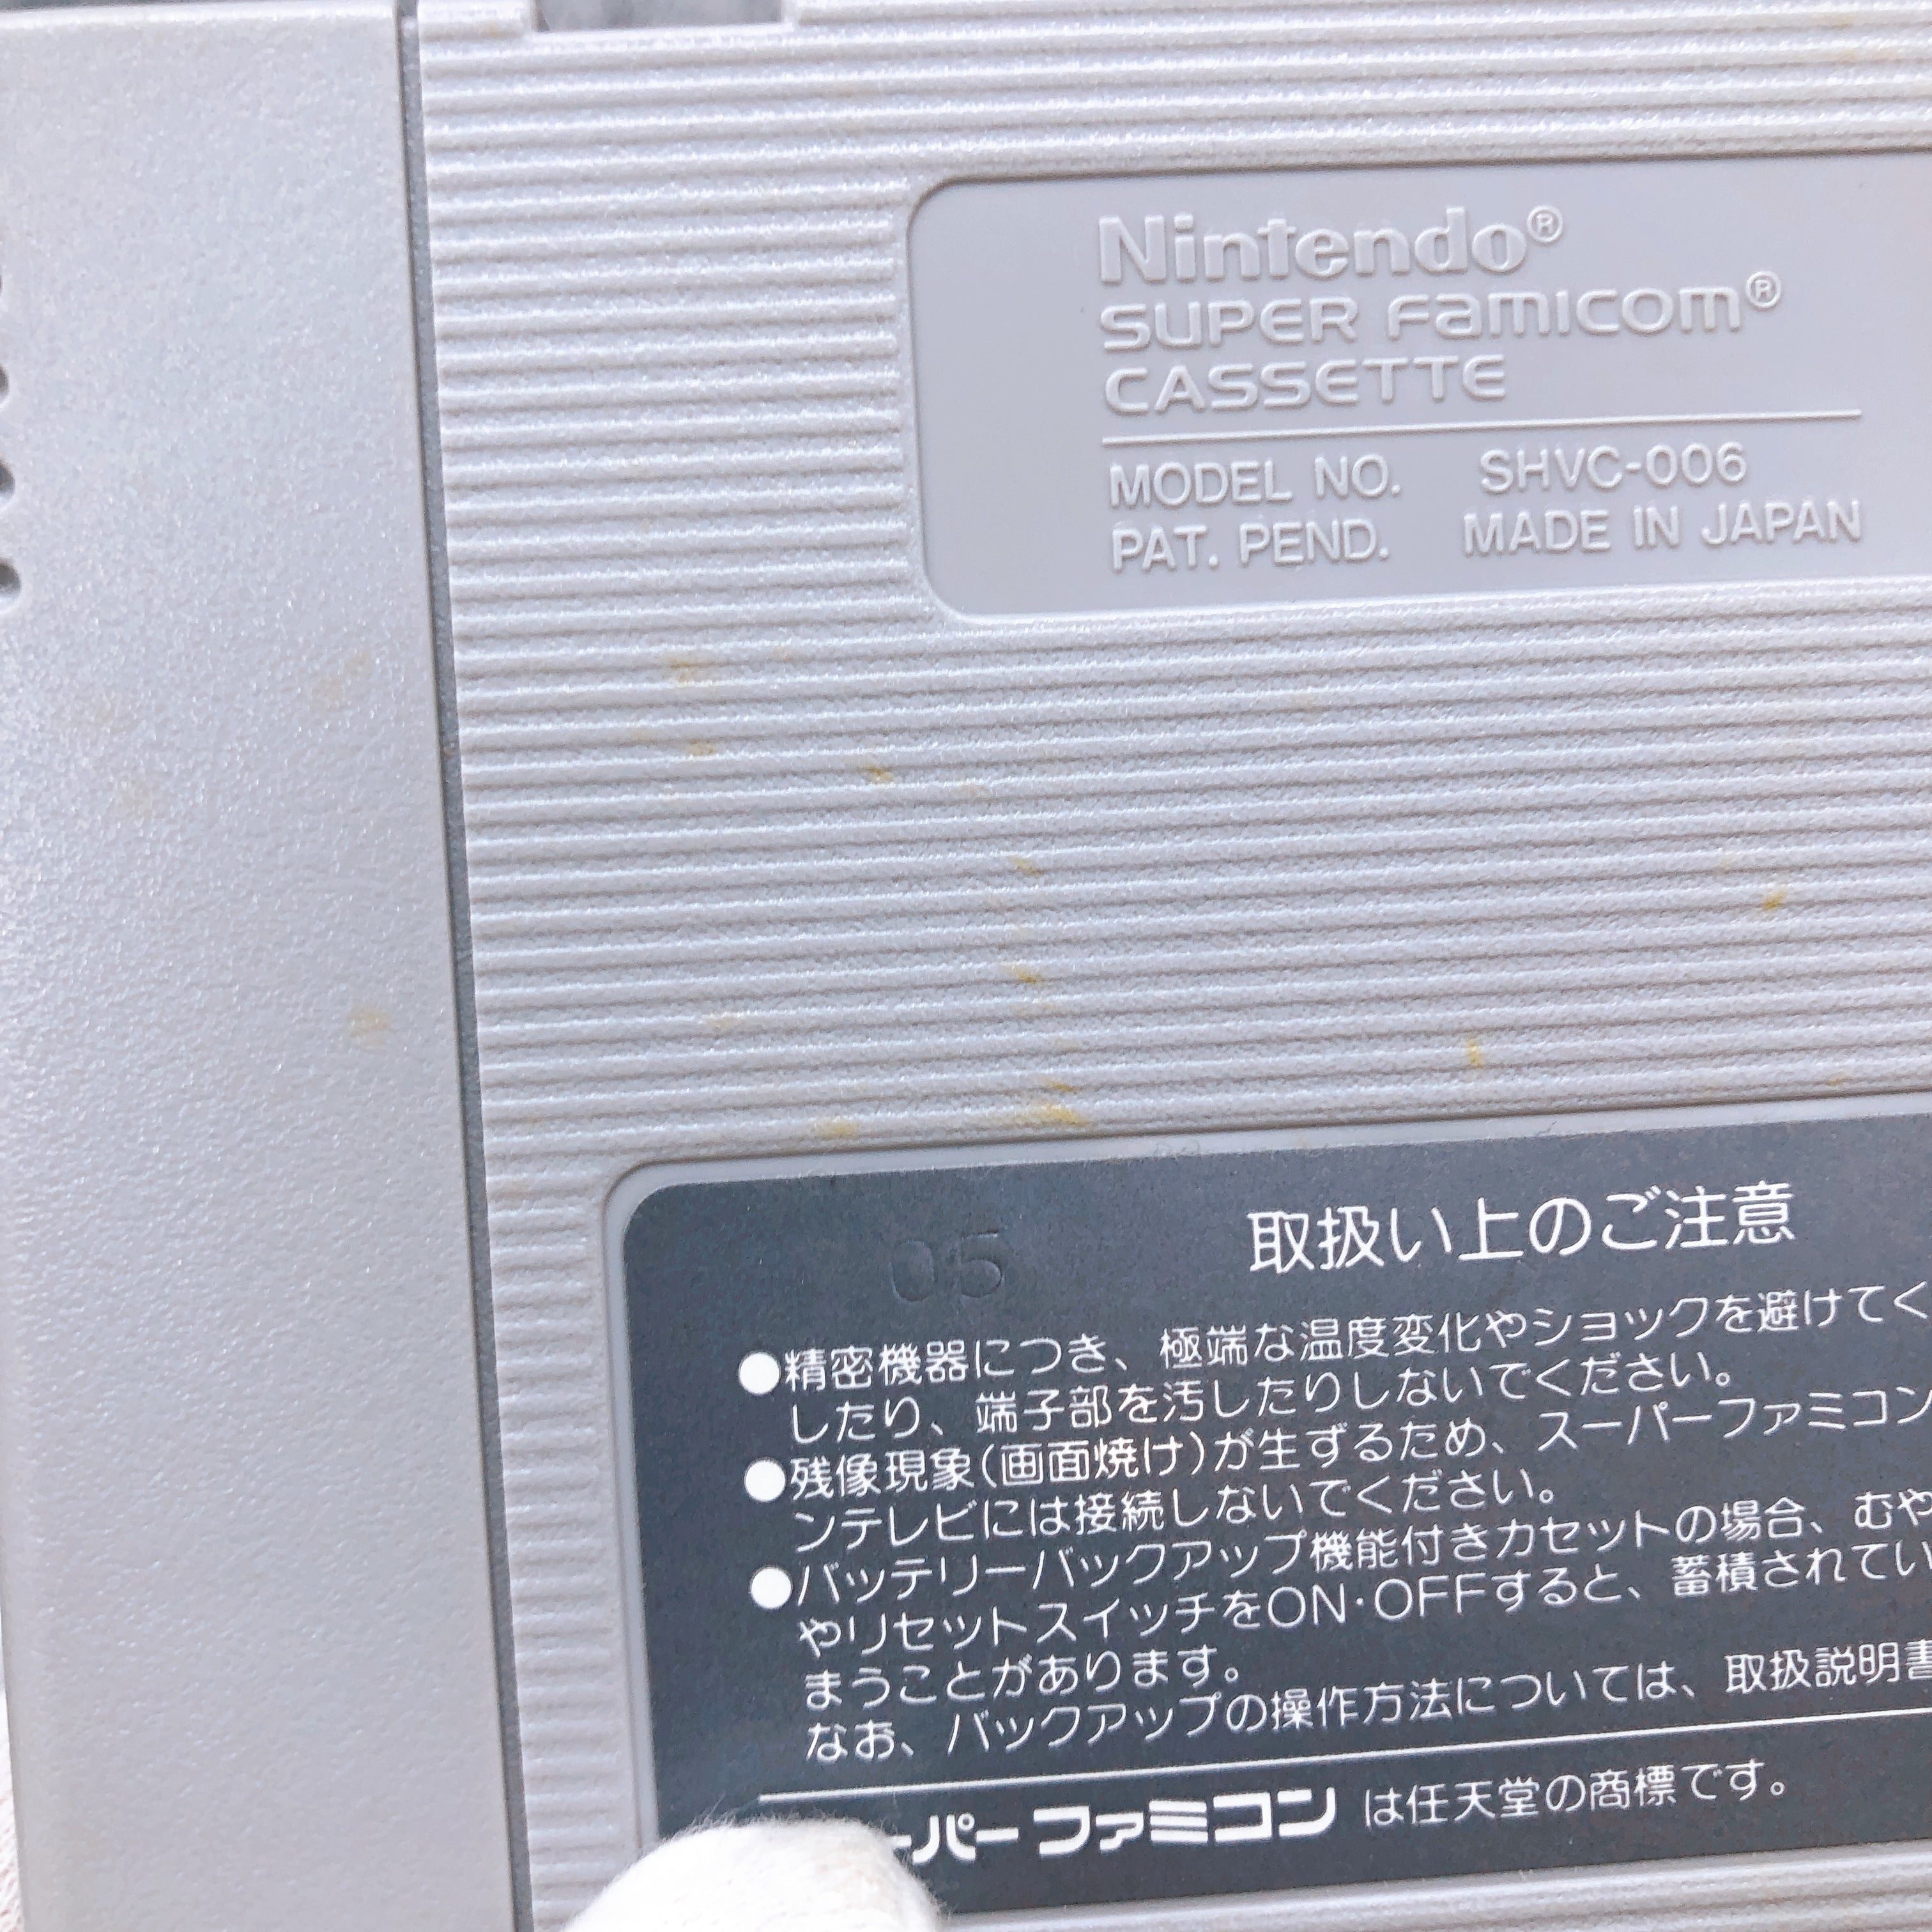 Nintendo®
SUPER FAMICOM®
CASSETTE
MODEL NO. SHVC-006
PAT. PEND. MADE IN JAPAN
05
取扱い上のご注意
●精密機器につき、極端な温度変化やショックを避けてく
したり、端子部を汚したりしないでください。
●残像現象(画面焼け)が生ずるため、スーパーファミコン
ンテレビには接続しないでください。
●バッテリーバックアップ機能付きカセットの場合、むや
やリセットスイッチをON·OFFすると、蓄積されてい
まうことがあります。
なお、バックアップの操作方法については、取扱説明書
ーパーファミコン は任天堂の商標です。